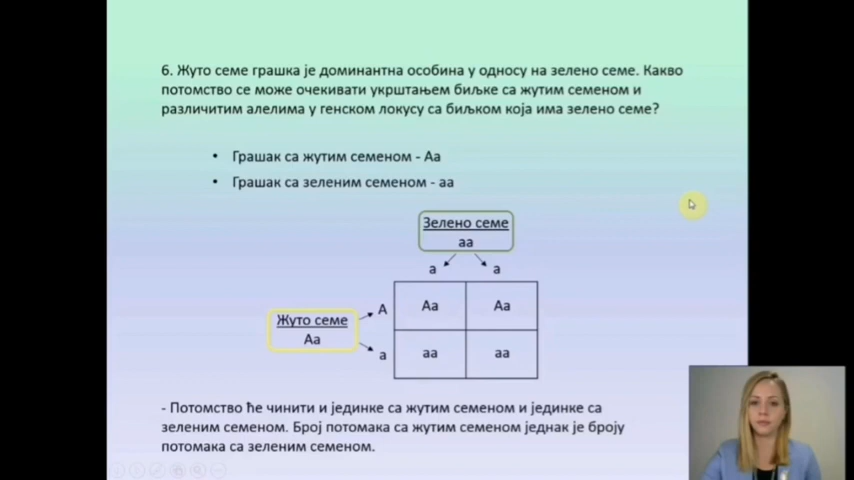 6. Жуто семе грашка је доминантна особина у односу на зелено семе. Какво
потомство се може очекивати укрштањем биљке са жутим семеном и
различитим алелима у генском локусу са биљком која има зелено семе?
• Грашак са жутим семеном - Аа
• Грашак са зеленим семеном - аа
Зелено семе
аа
а а
Жуто семе
Аа
А
а
Аа Аа
аа аа
- Потомство ће чинити и јединке са жутим семеном и јединке са
зеленим семеном. Број потомака са жутим семеном једнак је броју
потомака са зеленим семеном.